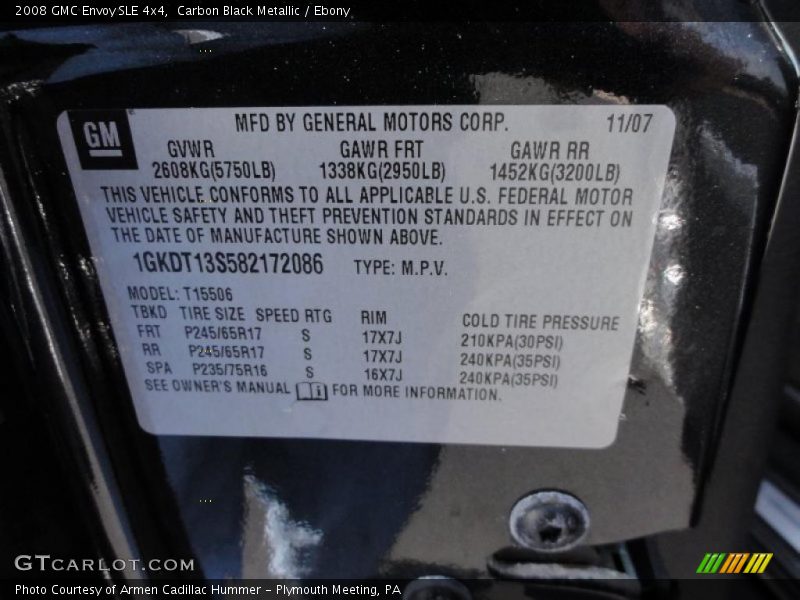 2008 GMC Envoy SLE 4x4,  Carbon Black Metallic / Ebony
GM
MFD BY GENERAL MOTORS CORP. 11/07
GVWR GAWR FRT GAWR RR
2608KG(5750LB) 1338KG(2950LB) 1452KG(3200LB)
THIS VEHICLE CONFORMS TO ALL APPLICABLE U.S. FEDERAL MOTOR
VEHICLE SAFETY AND THEFT PREVENTION STANDARDS IN EFFECT ON
THE DATE OF MANUFACTURE SHOWN ABOVE.
1GKDT13S582172086 TYPE: M.P.V.
MODEL: T15506
TBKD TIRE SIZE SPEED RTG RIM COLD TIRE PRESSURE
FRT P245/65R17 S 17X7J 210KPA(30PSI)
RR P245/65R17 S 17X7J 240KPA(35PSI)
SPA P235/75R16 S 16X7J 240KPA(35PSI)
SEE OWNER'S MANUAL FOR MORE INFORMATION.
GTCARLOT.COM
Photo Courtesy of Armen Cadillac Hummer – Plymouth Meeting, PA